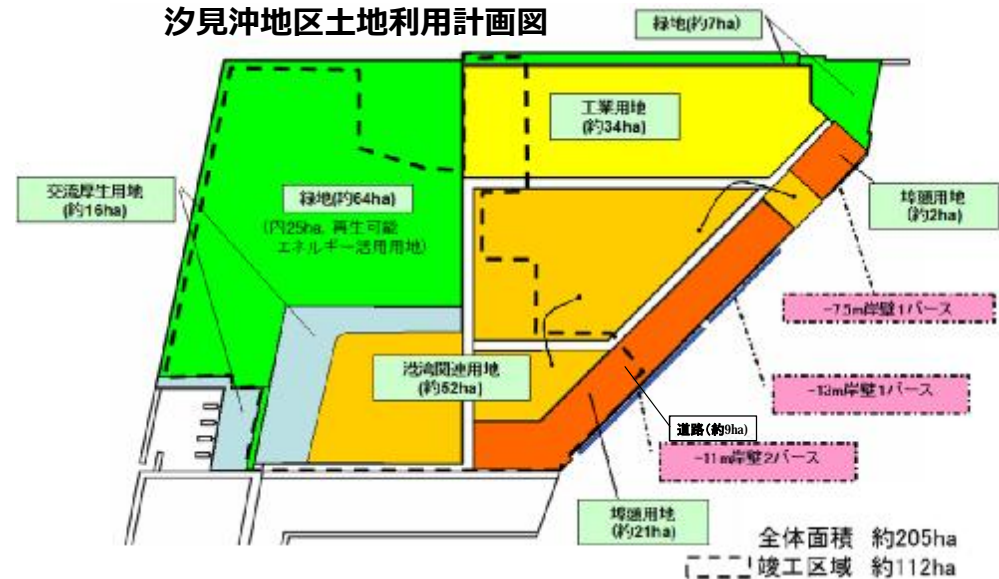 汐見沖地区土地利用計画図
緑地(約7ha)
工業用地
(約34ha)
交流厚生用地
(約16ha)
緑地(約64ha)
(内25ha, 再生可能
エネルギー活用用地)
埠頭用地
(約2ha)
-7.5m岸壁1バース
港湾関連用地
(約52ha)
-13m岸壁1バース
道路(約9ha)
-11m岸壁2バース
埠頭用地
(約21ha)
全体面積 約205ha
竣工区域 約112ha